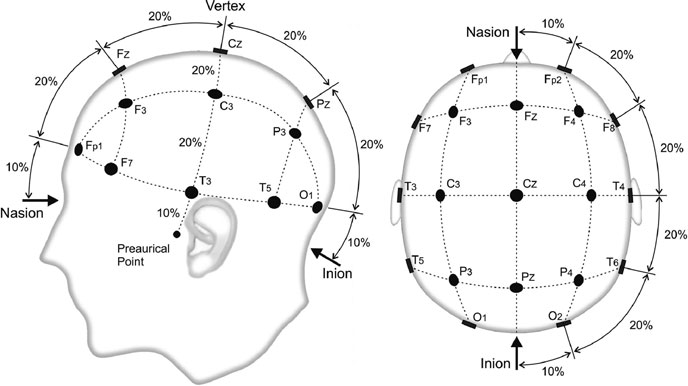 Vertex
20%
20%
Cz
Fz
20%
20%
20%
Pz
F3
C3
P3
20%
Fp1
F7
10%
T3
T5
O1
20%
Nasion
10%
Preaurical
Point
10%
Inion
Nasion
10%
Fp1
Fp2
20%
F7
F3
Fz
F4
F8
20%
T3
C3
Cz
C4
T4
20%
T5
P3
Pz
P4
T6
O1
O2
20%
Inion
10%